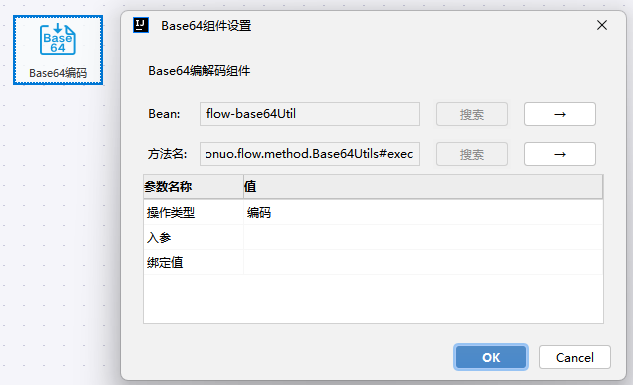 Base
64
Base64编码
IJ
Base64组件设置
Base64编解码组件
Bean:
flow-base64Util
搜索
→
方法名:
onuo.flow.method.Base64Utils#exec
搜索
→
参数名称
值
操作类型
编码
入参
绑定值
OK
Cancel